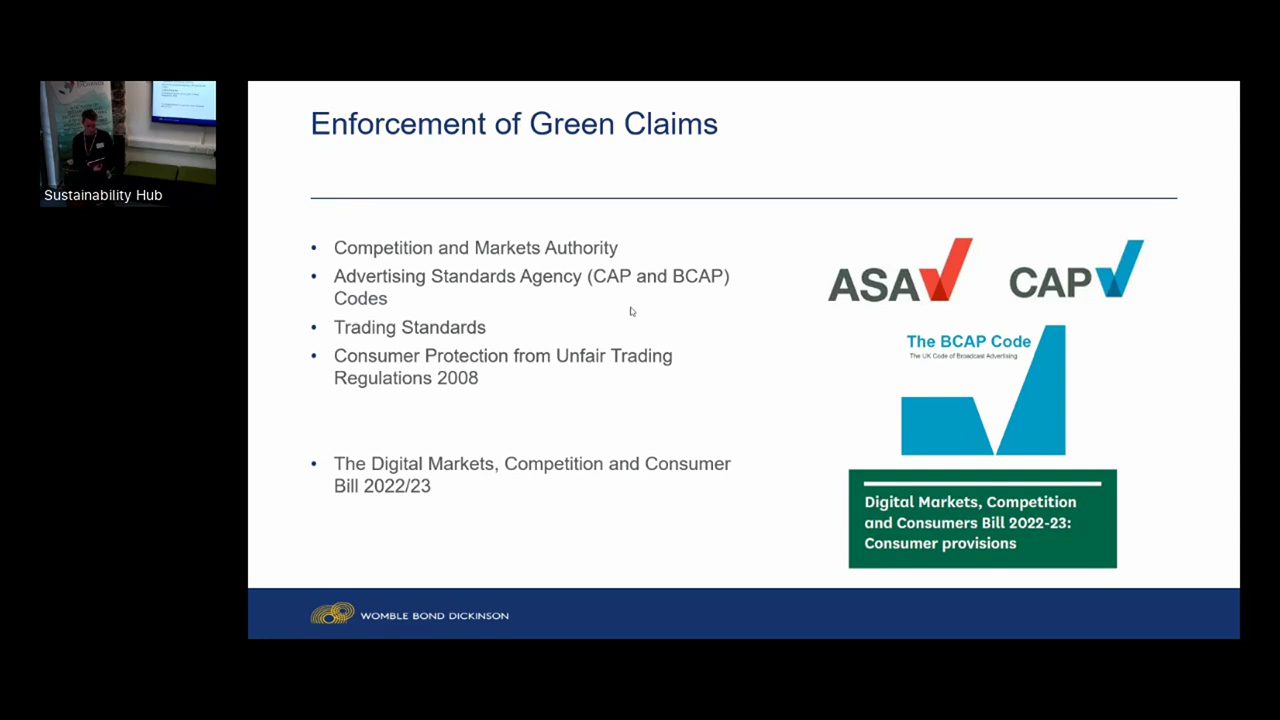 Enforcement of Green Claims
Sustainability Hub
• Competition and Markets Authority
• Advertising Standards Agency (CAP and BCAP)
Codes
• Trading Standards
• Consumer Protection from Unfair Trading
Regulations 2008
• The Digital Markets, Competition and Consumer
Bill 2022/23
ASA
CAP
The BCAP Code
The UK Code of Broadcast Advertising
Digital Markets, Competition
and Consumers Bill 2022-23:
Consumer provisions
WOMBLE BOND DICKINSON